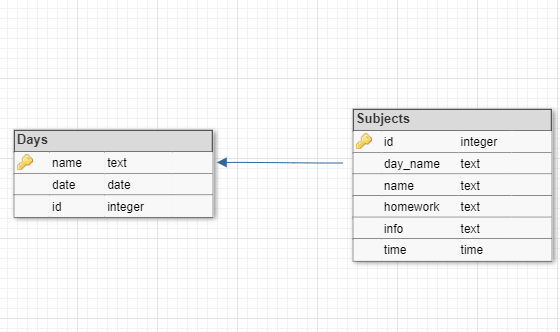 Days
name text
date date
id integer
Subjects
id integer
day_name text
name text
homework text
info text
time time